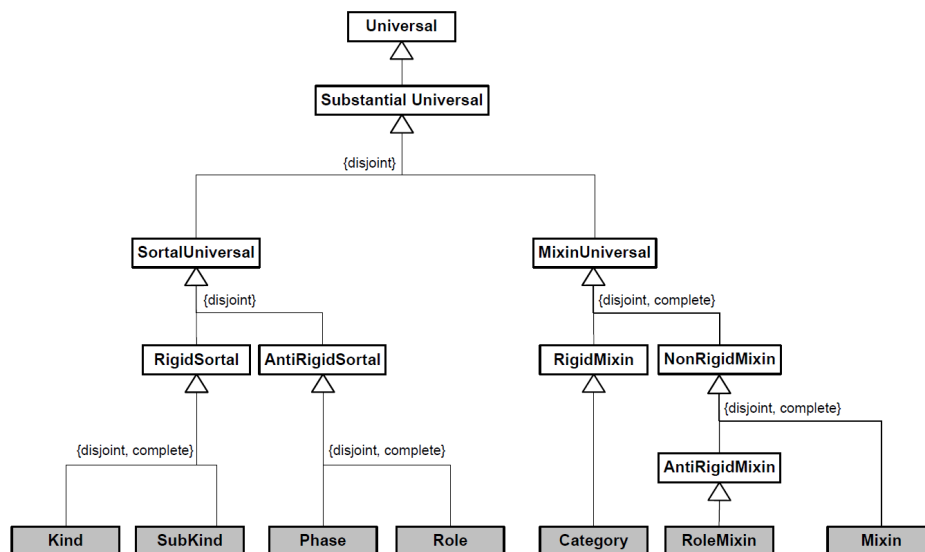 Universal
Substantial Universal
{disjoint}
SortalUniversal
MixinUniversal
{disjoint}
{disjoint, complete}
RigidSortal
AntiRigidSortal
RigidMixin
NonRigidMixin
{disjoint, complete}
{disjoint, complete}
{disjoint, complete}
AntiRigidMixin
Kind
SubKind
Phase
Role
Category
RoleMixin
Mixin